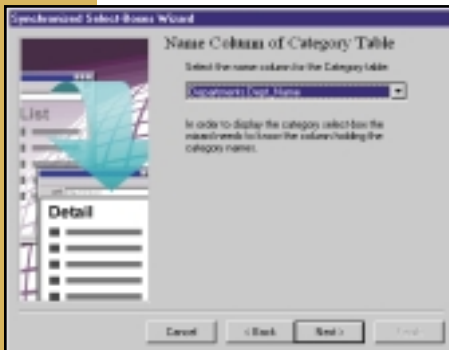 Synchronized Select-Boxes Wizard
Name Column of Category Table
Select the name column for the Category table:
Departments.Dept_Name
In order to display the category select-box the
wizard needs to know the column holding the
category names.
List
Detail
Cancel
< Back
Next >